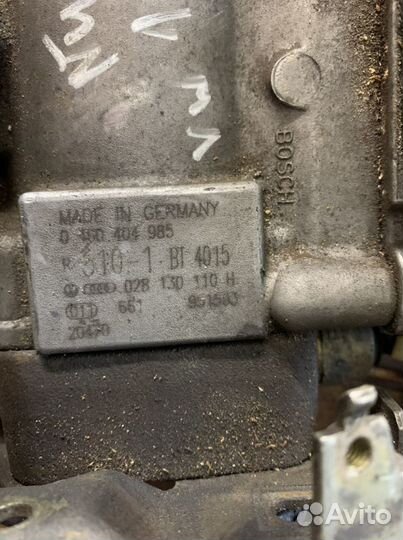 BOSCH
MADE IN GERMANY
0 460 404 985
R 310-1 BT 4015
028 130 110 H
661 951503
20470
Avito